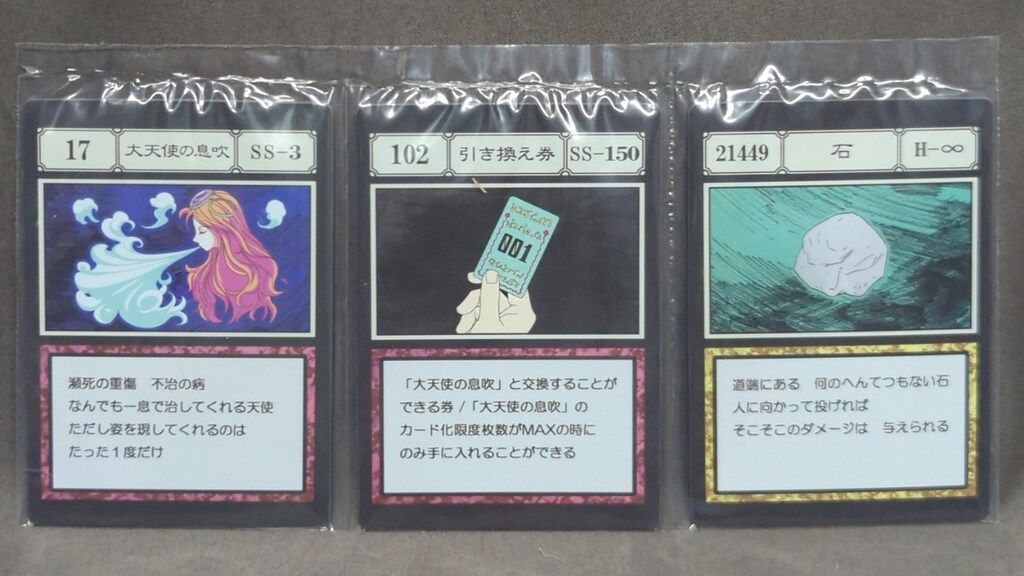 17 大天使の息吹 SS-3
瀕死の重傷 不治の病
なんでも一息で治してくれる天使
ただし姿を現してくれるのは
たった1度だけ
102 引き換え券 SS-150
001
「大天使の息吹」と交換することが
できる券/「大天使の息吹」の
カード化限度枚数がMAXの時に
のみ手に入れることができる
21449 石 H-∞
道端にある 何のへんてつもない石
人に向かって投げれば
そこそこのダメージは 与えられる